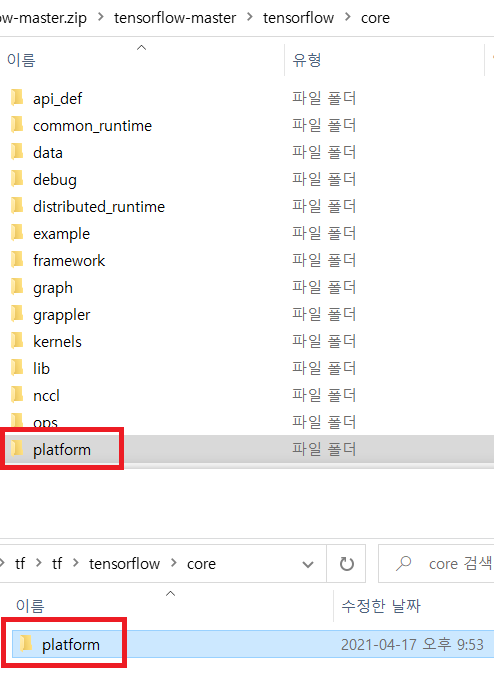 ow-master.zip > tensorflow-master > tensorflow > core
이름 유형
api_def 파일 폴더
common_runtime 파일 폴더
data 파일 폴더
debug 파일 폴더
distributed_runtime 파일 폴더
example 파일 폴더
framework 파일 폴더
graph 파일 폴더
grappler 파일 폴더
kernels 파일 폴더
lib 파일 폴더
nccl 파일 폴더
ops 파일 폴더
platform 파일 폴더
> tf > tf > tensorflow > core core 검색
이름 수정한 날짜
platform 2021-04-17 오후 9:53